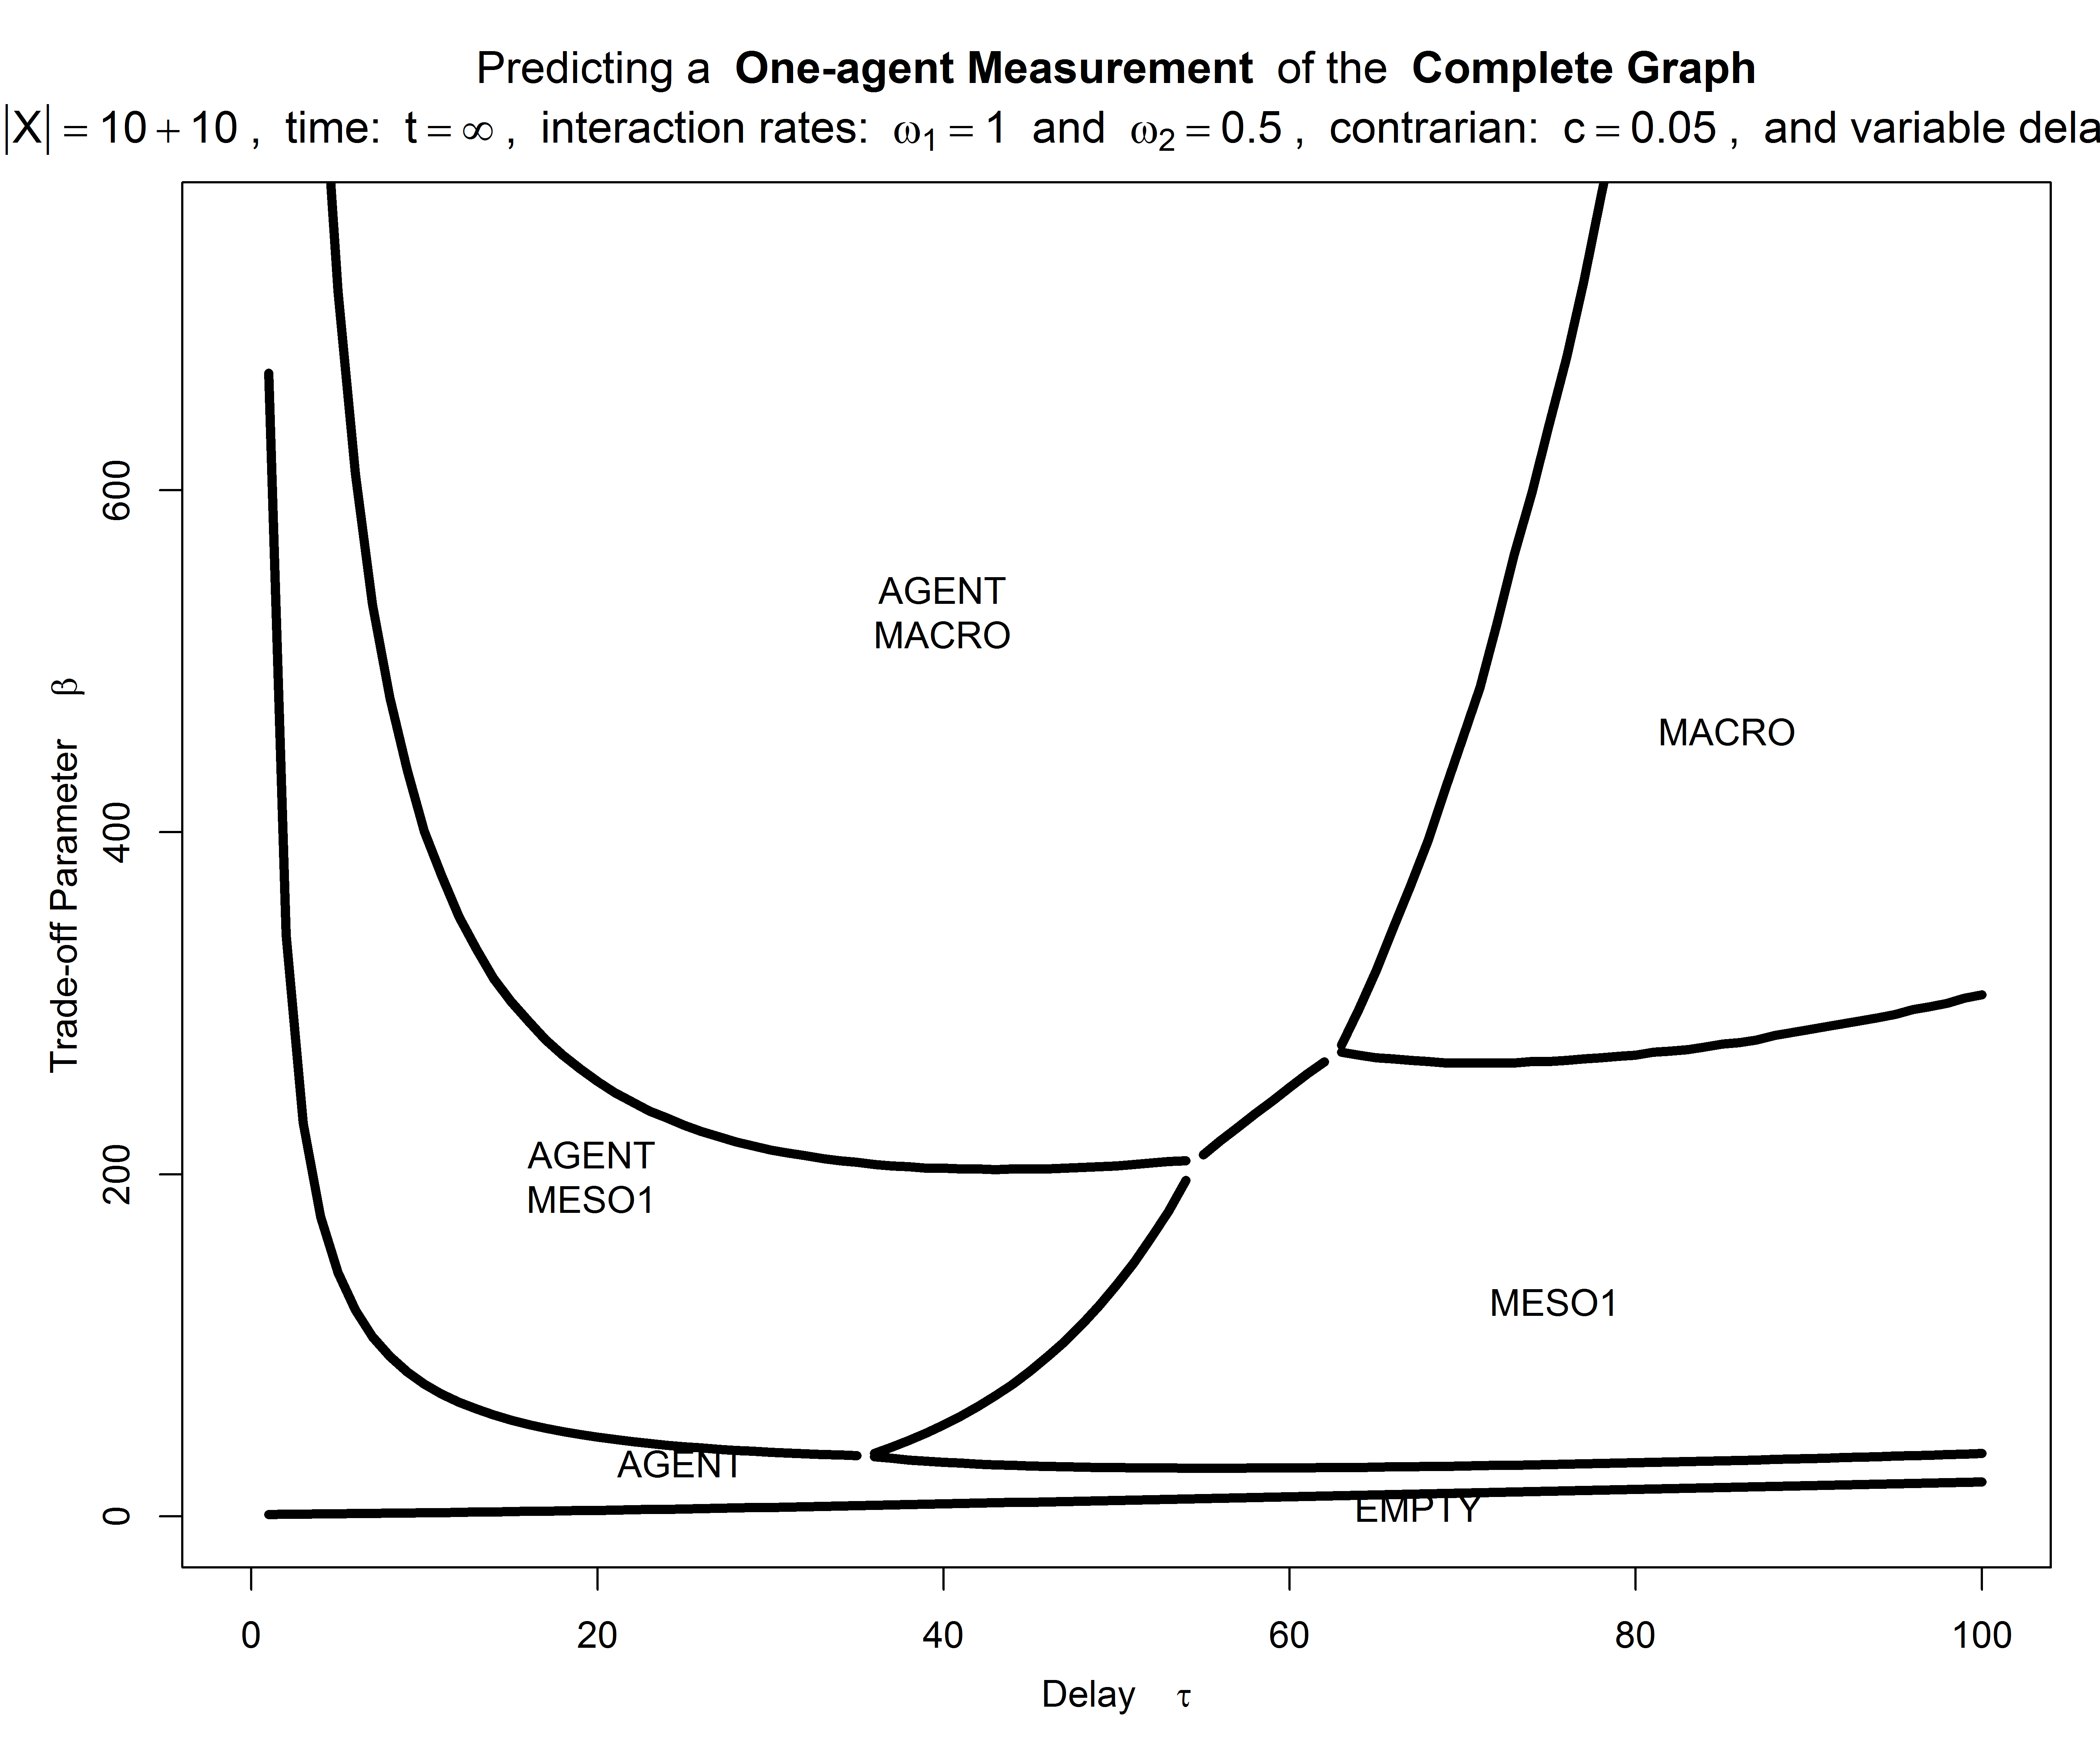 Predicting a One-agent Measurement of the Complete Graph
|X| = 10 + 10 , time: t = ∞ , interaction rates: ω1 = 1 and ω2 = 0.5 , contrarian: c = 0.05 , and variable dela
AGENT
MACRO
MACRO
AGENT
MESO1
MESO1
AGENT
EMPTY
Trade-off Parameter β
600
400
200
0
0 20 40 60 80 100
Delay τ